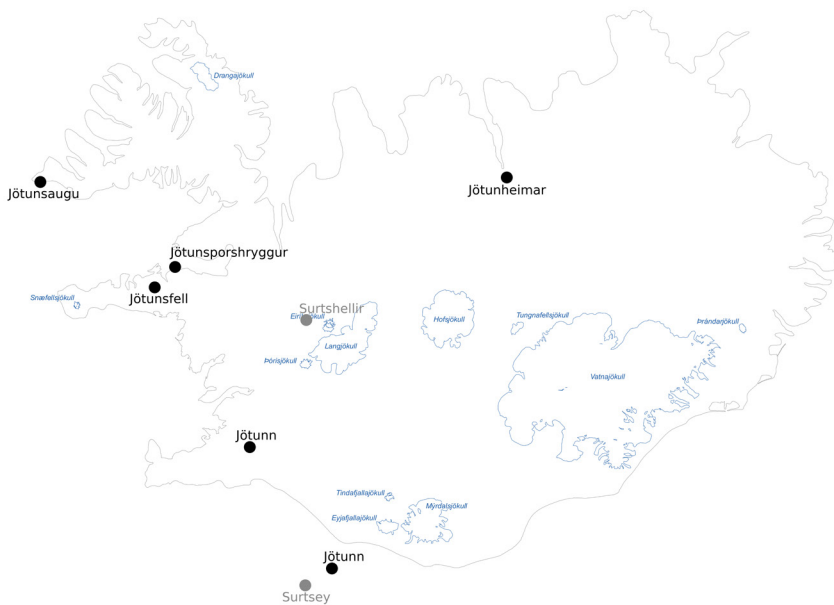 Drangajökull
Jötunsaugu
Jötunheimar
Jötunsporshryggur
Jötunsfell
Snæfellsjökull
Surtshellir
Hofsjökull
Tungnafellsjökull
Þrándarjökull
Langjökull
Þórisjökull
Vatnajökull
Jötunn
Tindafjallajökull
Mýrdalsjökull
Eyjafjallajökull
Jötunn
Surtsey